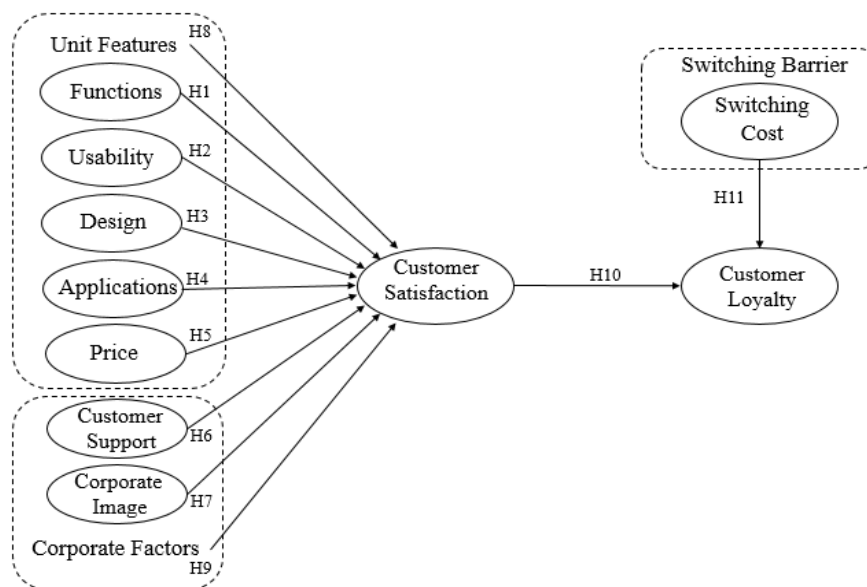 Unit Features
H8
Functions
H1
Usability
H2
Design
H3
Applications
H4
Price
H5
Customer
Support
H6
Corporate
Image
H7
Corporate Factors
H9
Customer
Satisfaction
H10
Switching Barrier
Switching
Cost
H11
Customer
Loyalty